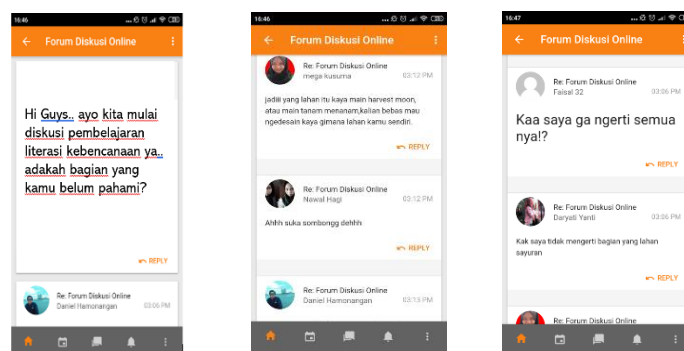 16:46
Forum Diskusi Online
Hi Guys.. ayo kita mulai
diskusi pembelajaran
literasi kebencanaan ya..
adakah bagian yang
kamu belum pahami?
REPLY
Re: Forum Diskusi Online
Daniel Hamonangan 03:06 PM
16:46
Forum Diskusi Online
Re: Forum Diskusi Online
mega kusuma 03:12 PM
jadiii yang lahan itu kaya main harvest moon,
atau main tanam menanam,kalian bebas mau
ngedesain kaya gimana lahan kamu sendiri.
REPLY
Re: Forum Diskusi Online
Nawal Hagi 03:12 PM
Ahhh suka sombongg dehhh
REPLY
Re: Forum Diskusi Online
Daniel Hamonangan 03:13 PM
16:47
Forum Diskusi Online
Re: Forum Diskusi Online
Faisal 32 03:06 PM
Kaa saya ga ngerti semua
nya!?
REPLY
Re: Forum Diskusi Online
Daryati Yanti 03:06 PM
Kak saya tidak mengerti bagian yang lahan
sayuran
REPLY
Re: Forum Diskusi Online